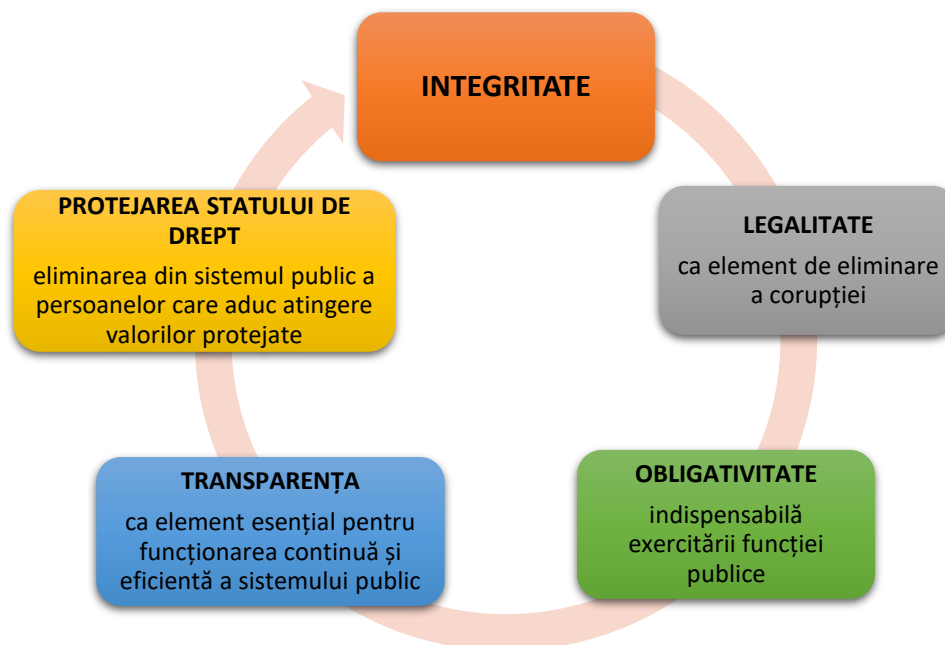 INTEGRITATE
LEGALITATE
ca element de eliminare
a corupției
OBLIGATIVITATE
indispensabilă
exercitării funcției
publice
TRANSPARENȚA
ca element esențial pentru
funcționarea continuă și
eficientă a sistemului public
PROTEJAREA STATULUI DE
DREPT
eliminarea din sistemul public a
persoanelor care aduc atingere
valorilor protejate